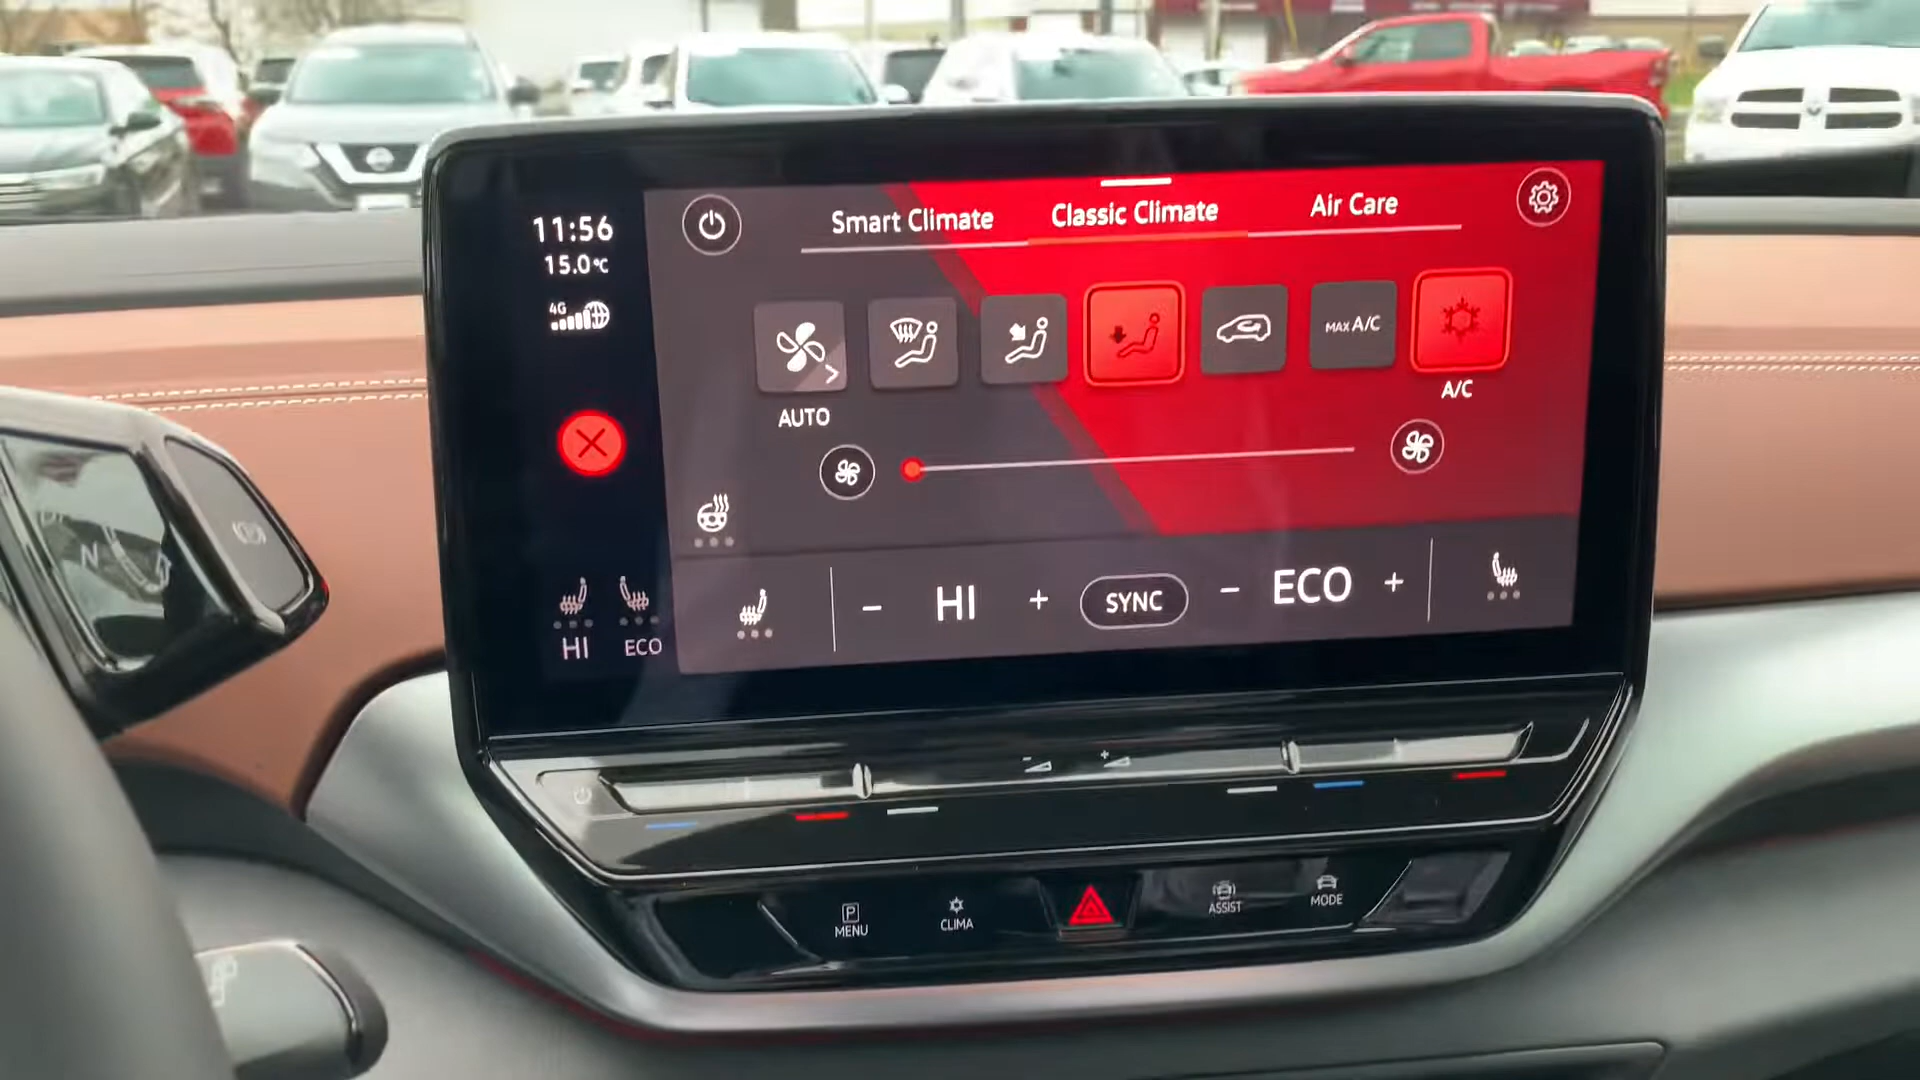 11:56
15.0°C
4G
Smart Climate
Classic Climate
Air Care
MAX A/C
AUTO
A/C
HI
ECO
- HI +
SYNC
- ECO +
P
MENU
CLIMA
ASSIST
MODE
N